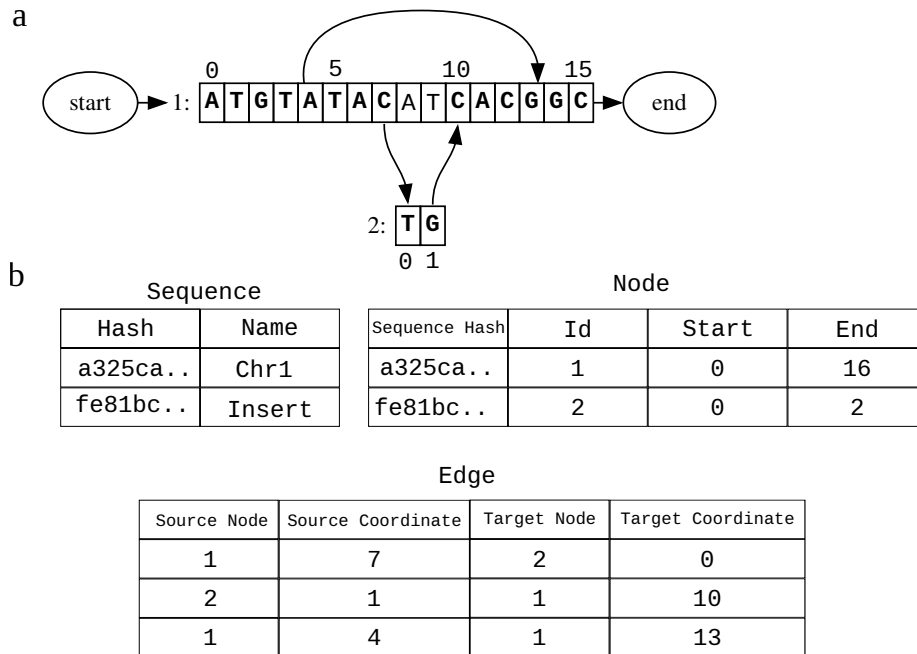 a
0 5 10 15
start 1: A T G T A T A C A T C A C G G C end
2: T G
0 1
b
Sequence
Hash Name
a325ca.. Chr1
fe81bc.. Insert
Node
Sequence Hash Id Start End
a325ca.. 1 0 16
fe81bc.. 2 0 2
Edge
Source Node Source Coordinate Target Node Target Coordinate
1 7 2 0
2 1 1 10
1 4 1 13